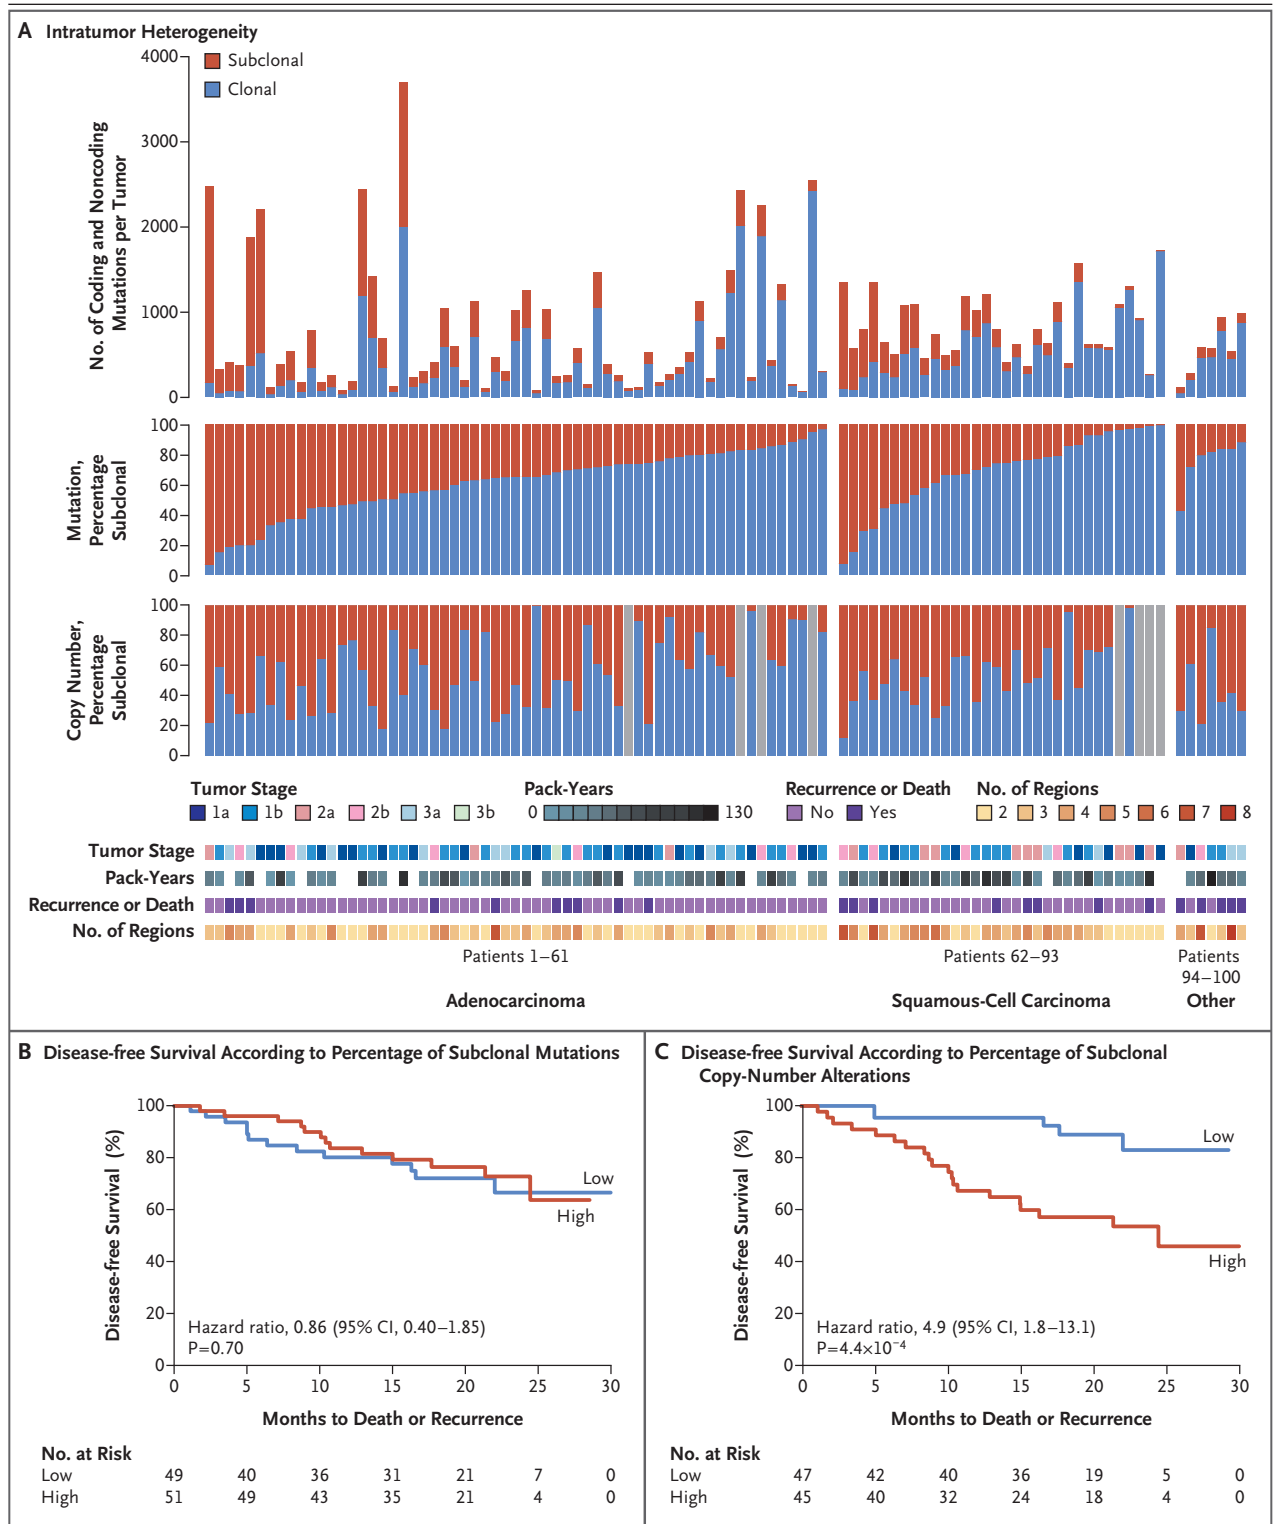 A Intratumor Heterogeneity
Subclonal
Clonal
No. of Coding and Noncoding
Mutations per Tumor
4000
3000
2000
1000
0
Mutation,
Percentage
Subclonal
100
80
60
40
20
0
Copy Number,
Percentage
Subclonal
100
80
60
40
20
0
Tumor Stage
1a 1b 2a 2b 3a 3b
Pack-Years
0 130
Recurrence or Death
No Yes
No. of Regions
2 3 4 5 6 7 8
Tumor Stage
Pack-Years
Recurrence or Death
No. of Regions
Patients 1–61
Adenocarcinoma
Patients 62–93
Squamous-Cell Carcinoma
Patients
94–100
Other
B Disease-free Survival According to Percentage of Subclonal Mutations
Disease-free Survival (%)
100
80
60
40
20
0
Low
High
Hazard ratio, 0.86 (95% CI, 0.40–1.85)
P=0.70
0 5 10 15 20 25 30
Months to Death or Recurrence
No. at Risk
Low 49 40 36 31 21 7 0
High 51 49 43 35 21 4 0
C Disease-free Survival According to Percentage of Subclonal
Copy-Number Alterations
Disease-free Survival (%)
100
80
60
40
20
0
Low
High
Hazard ratio, 4.9 (95% CI, 1.8–13.1)
P=4.4×10⁻⁴
0 5 10 15 20 25 30
Months to Death or Recurrence
No. at Risk
Low 47 42 40 36 19 5 0
High 45 40 32 24 18 4 0